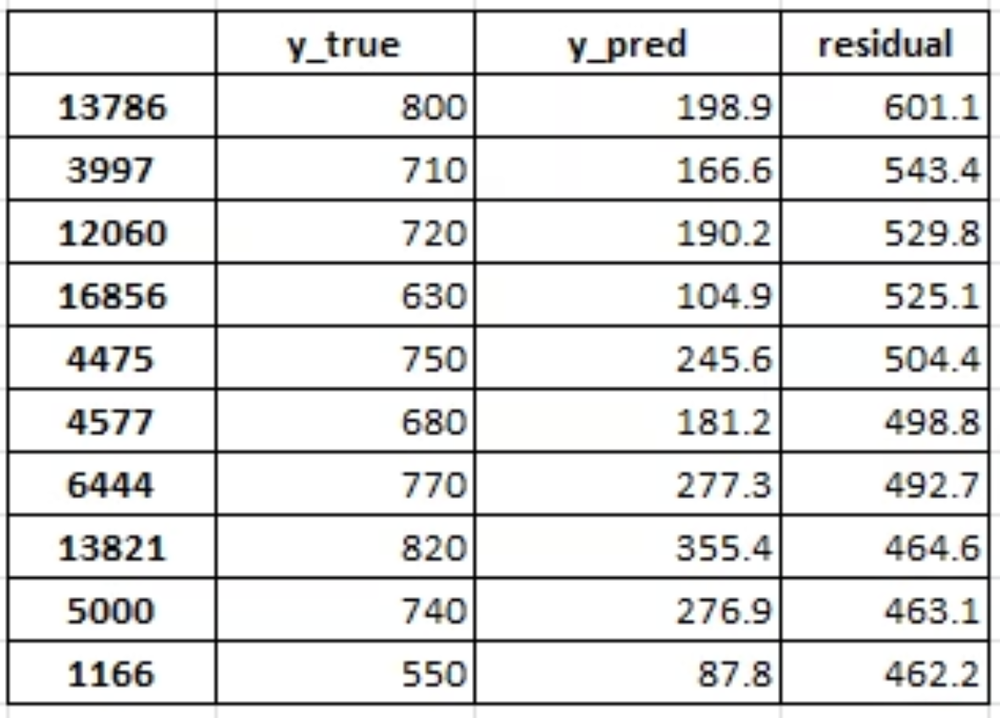 y_true y_pred residual
13786 800 198.9 601.1
3997 710 166.6 543.4
12060 720 190.2 529.8
16856 630 104.9 525.1
4475 750 245.6 504.4
4577 680 181.2 498.8
6444 770 277.3 492.7
13821 820 355.4 464.6
5000 740 276.9 463.1
1166 550 87.8 462.2